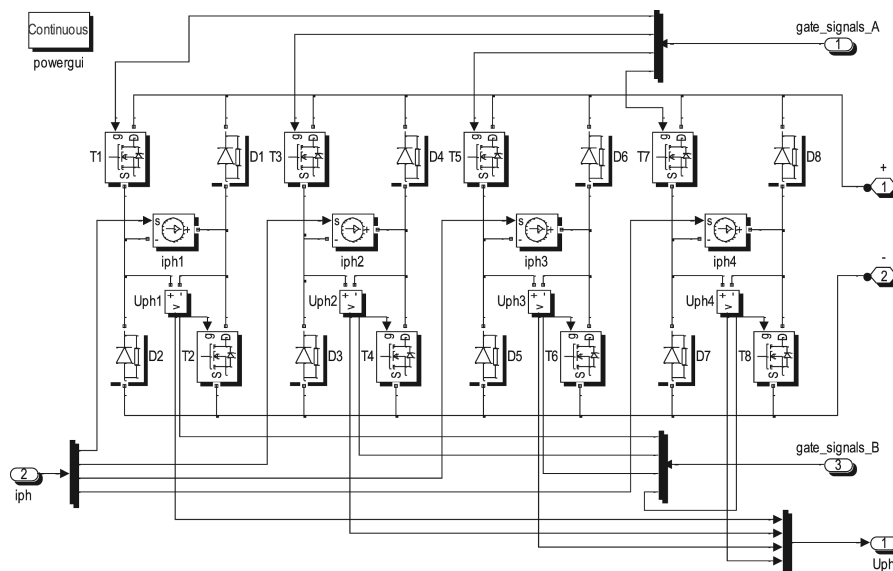 Continuous
powergui
gate_signals_A
1
g D S T1
D1
g D S T3
D4
g D S T5
D6
g D S T7
D8
+
1
s - +
iph1
s - +
iph2
s - +
iph3
s - +
iph4
-
2
Uph1 + - v
Uph2 + - v
Uph3 + - v
Uph4 + - v
D2
T2 g D S
D3
T4 g D S
D5
T6 g D S
D7
T8 g D S
gate_signals_B
3
2
iph
1
Uph